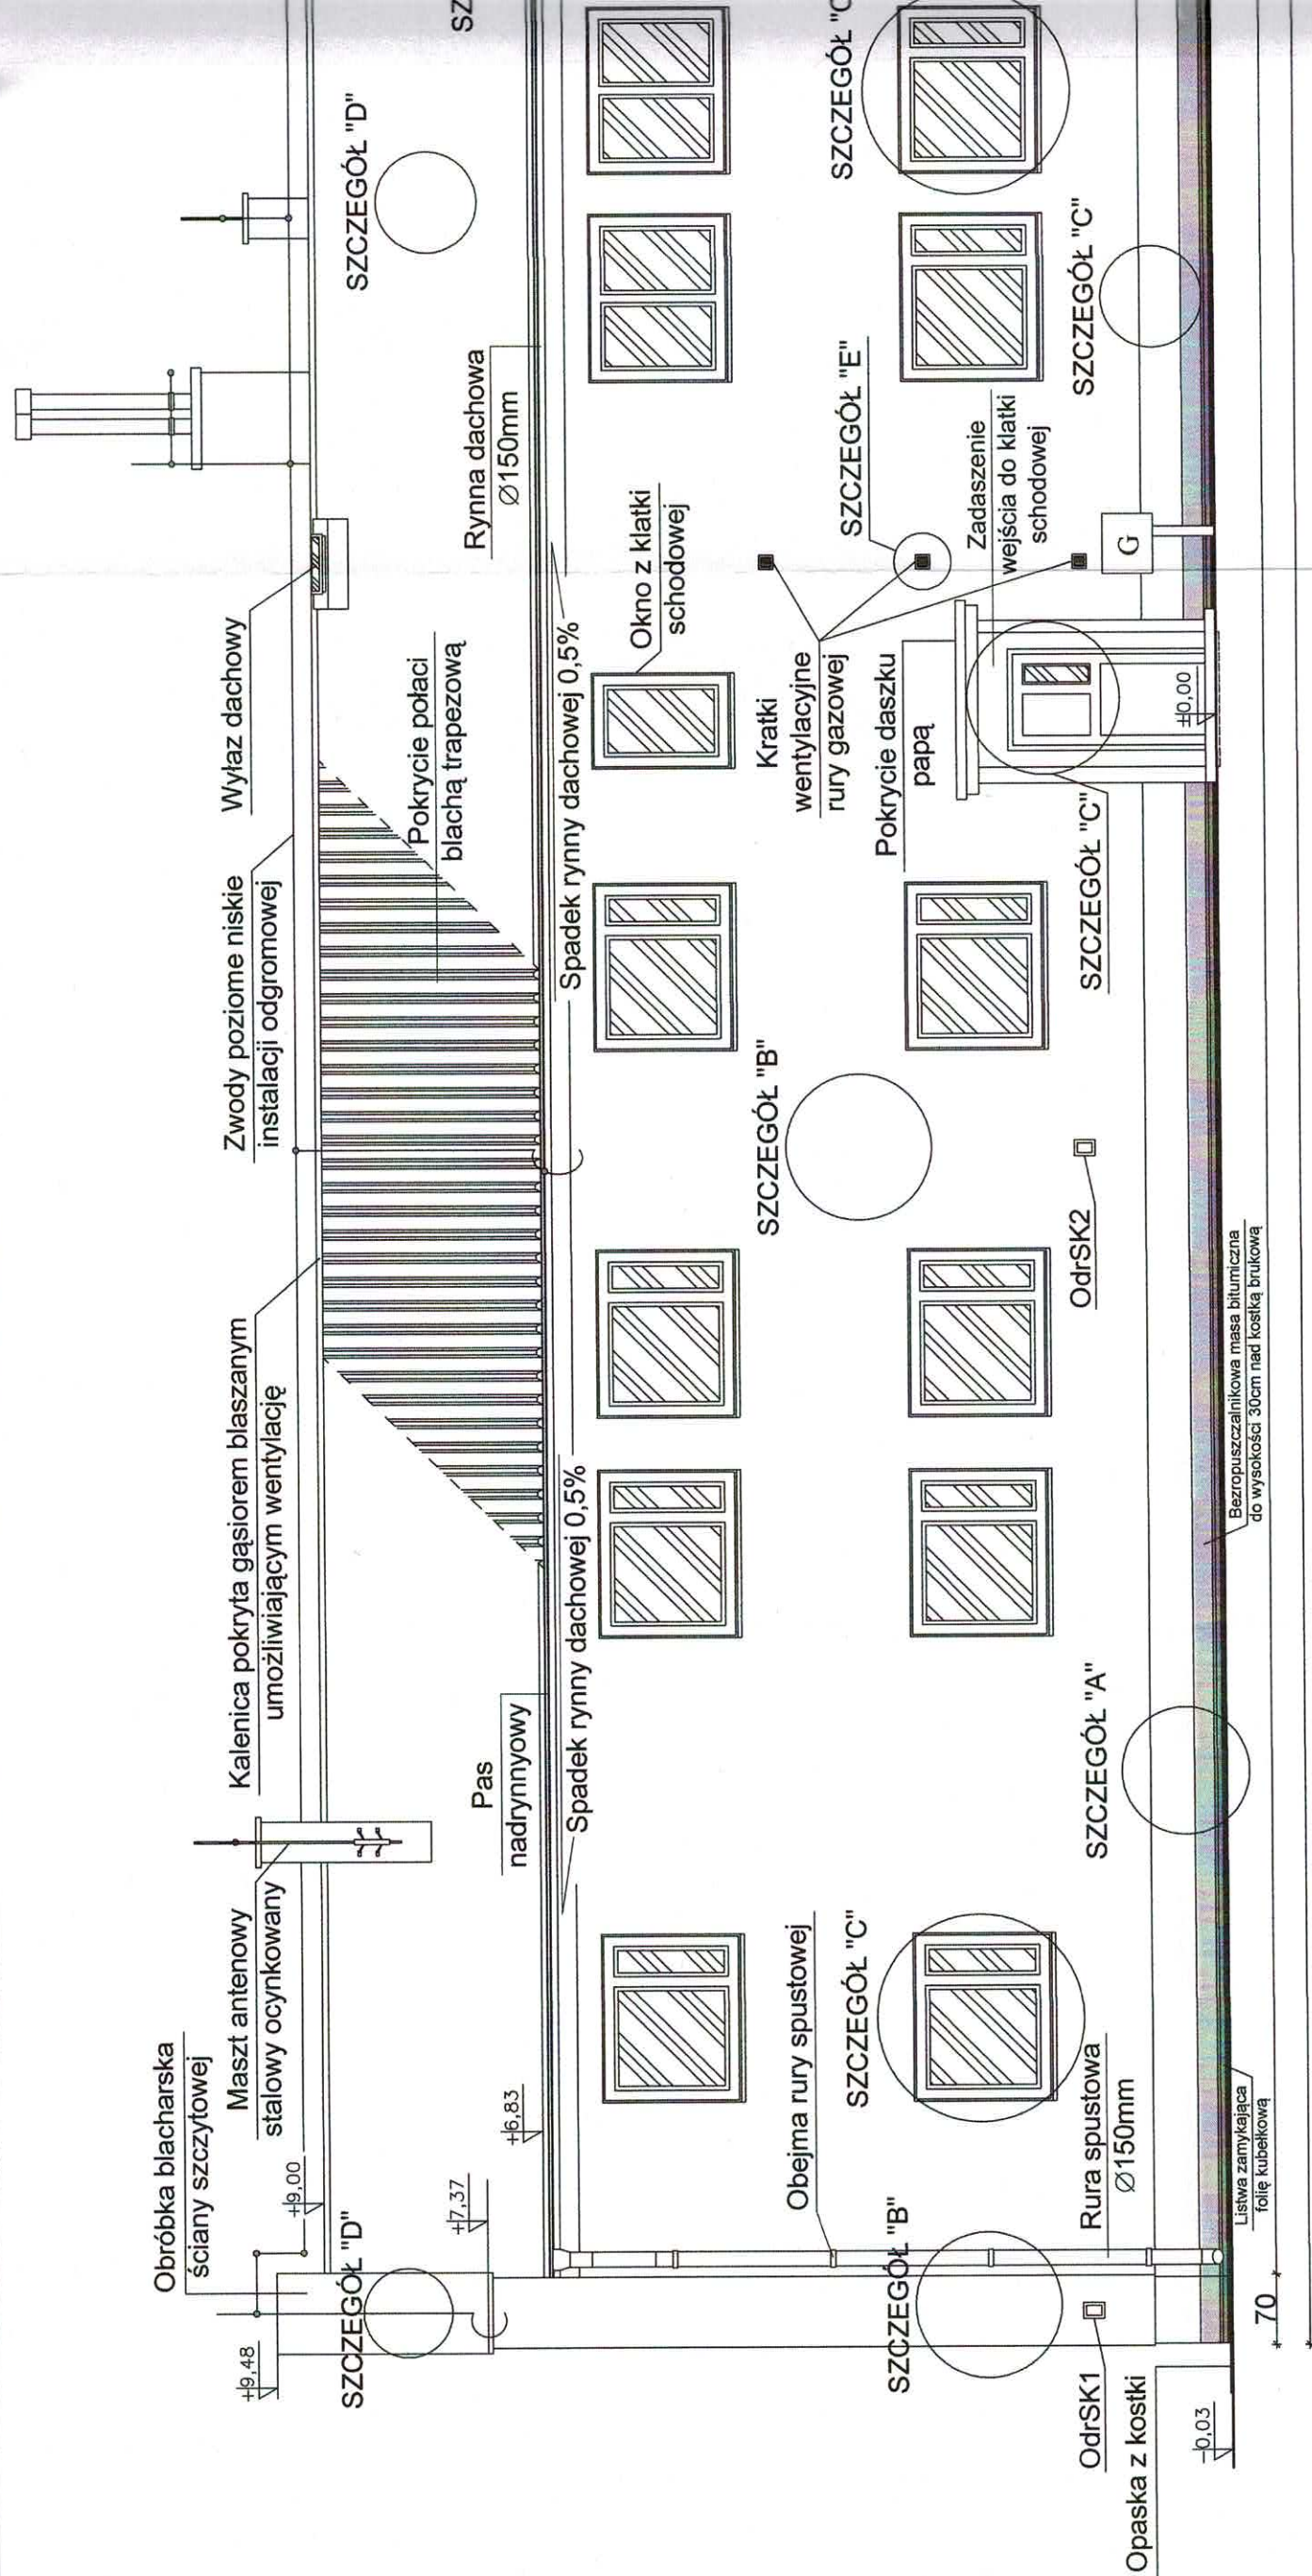 Obróbka blacharska
ściany szczytowej
Maszt antenowy
stalowy ocynkowany
Kalenica pokryta gąsiorem blaszanym
umożliwiającym wentylację
Zwody poziome niskie
instalacji odgromowej
Wyłaz dachowy
+9,48
+9,00
SZCZEGÓŁ "D"
SZCZEGÓŁ "D"
+7,37
+6,83
Pas
nadrynnyowy
Pokrycie połaci
blachą trapezową
Rynna dachowa
Ø150mm
SZ
Spadek rynny dachowej 0,5%
Spadek rynny dachowej 0,5%
Okno z klatki
schodowej
Obejma rury spustowej
SZCZEGÓŁ "C"
SZCZEGÓŁ "B"
SZCZEGÓŁ "B"
Kratki
wentylacyjne
rury gazowej
SZCZEGÓŁ "E"
SZCZEGÓŁ "C
Pokrycie daszku
papą
Zadaszenie
wejścia do klatki
schodowej
OdrSK1
Rura spustowa
Ø150mm
SZCZEGÓŁ "A"
OdrSK2
SZCZEGÓŁ "C"
SZCZEGÓŁ "C"
G
±0,00
Opaska z kostki
-0,03
Listwa zamykająca
folię kubełkową
Bezropuszczalnikowa masa bitumiczna
do wysokości 30cm nad kostką brukową
70